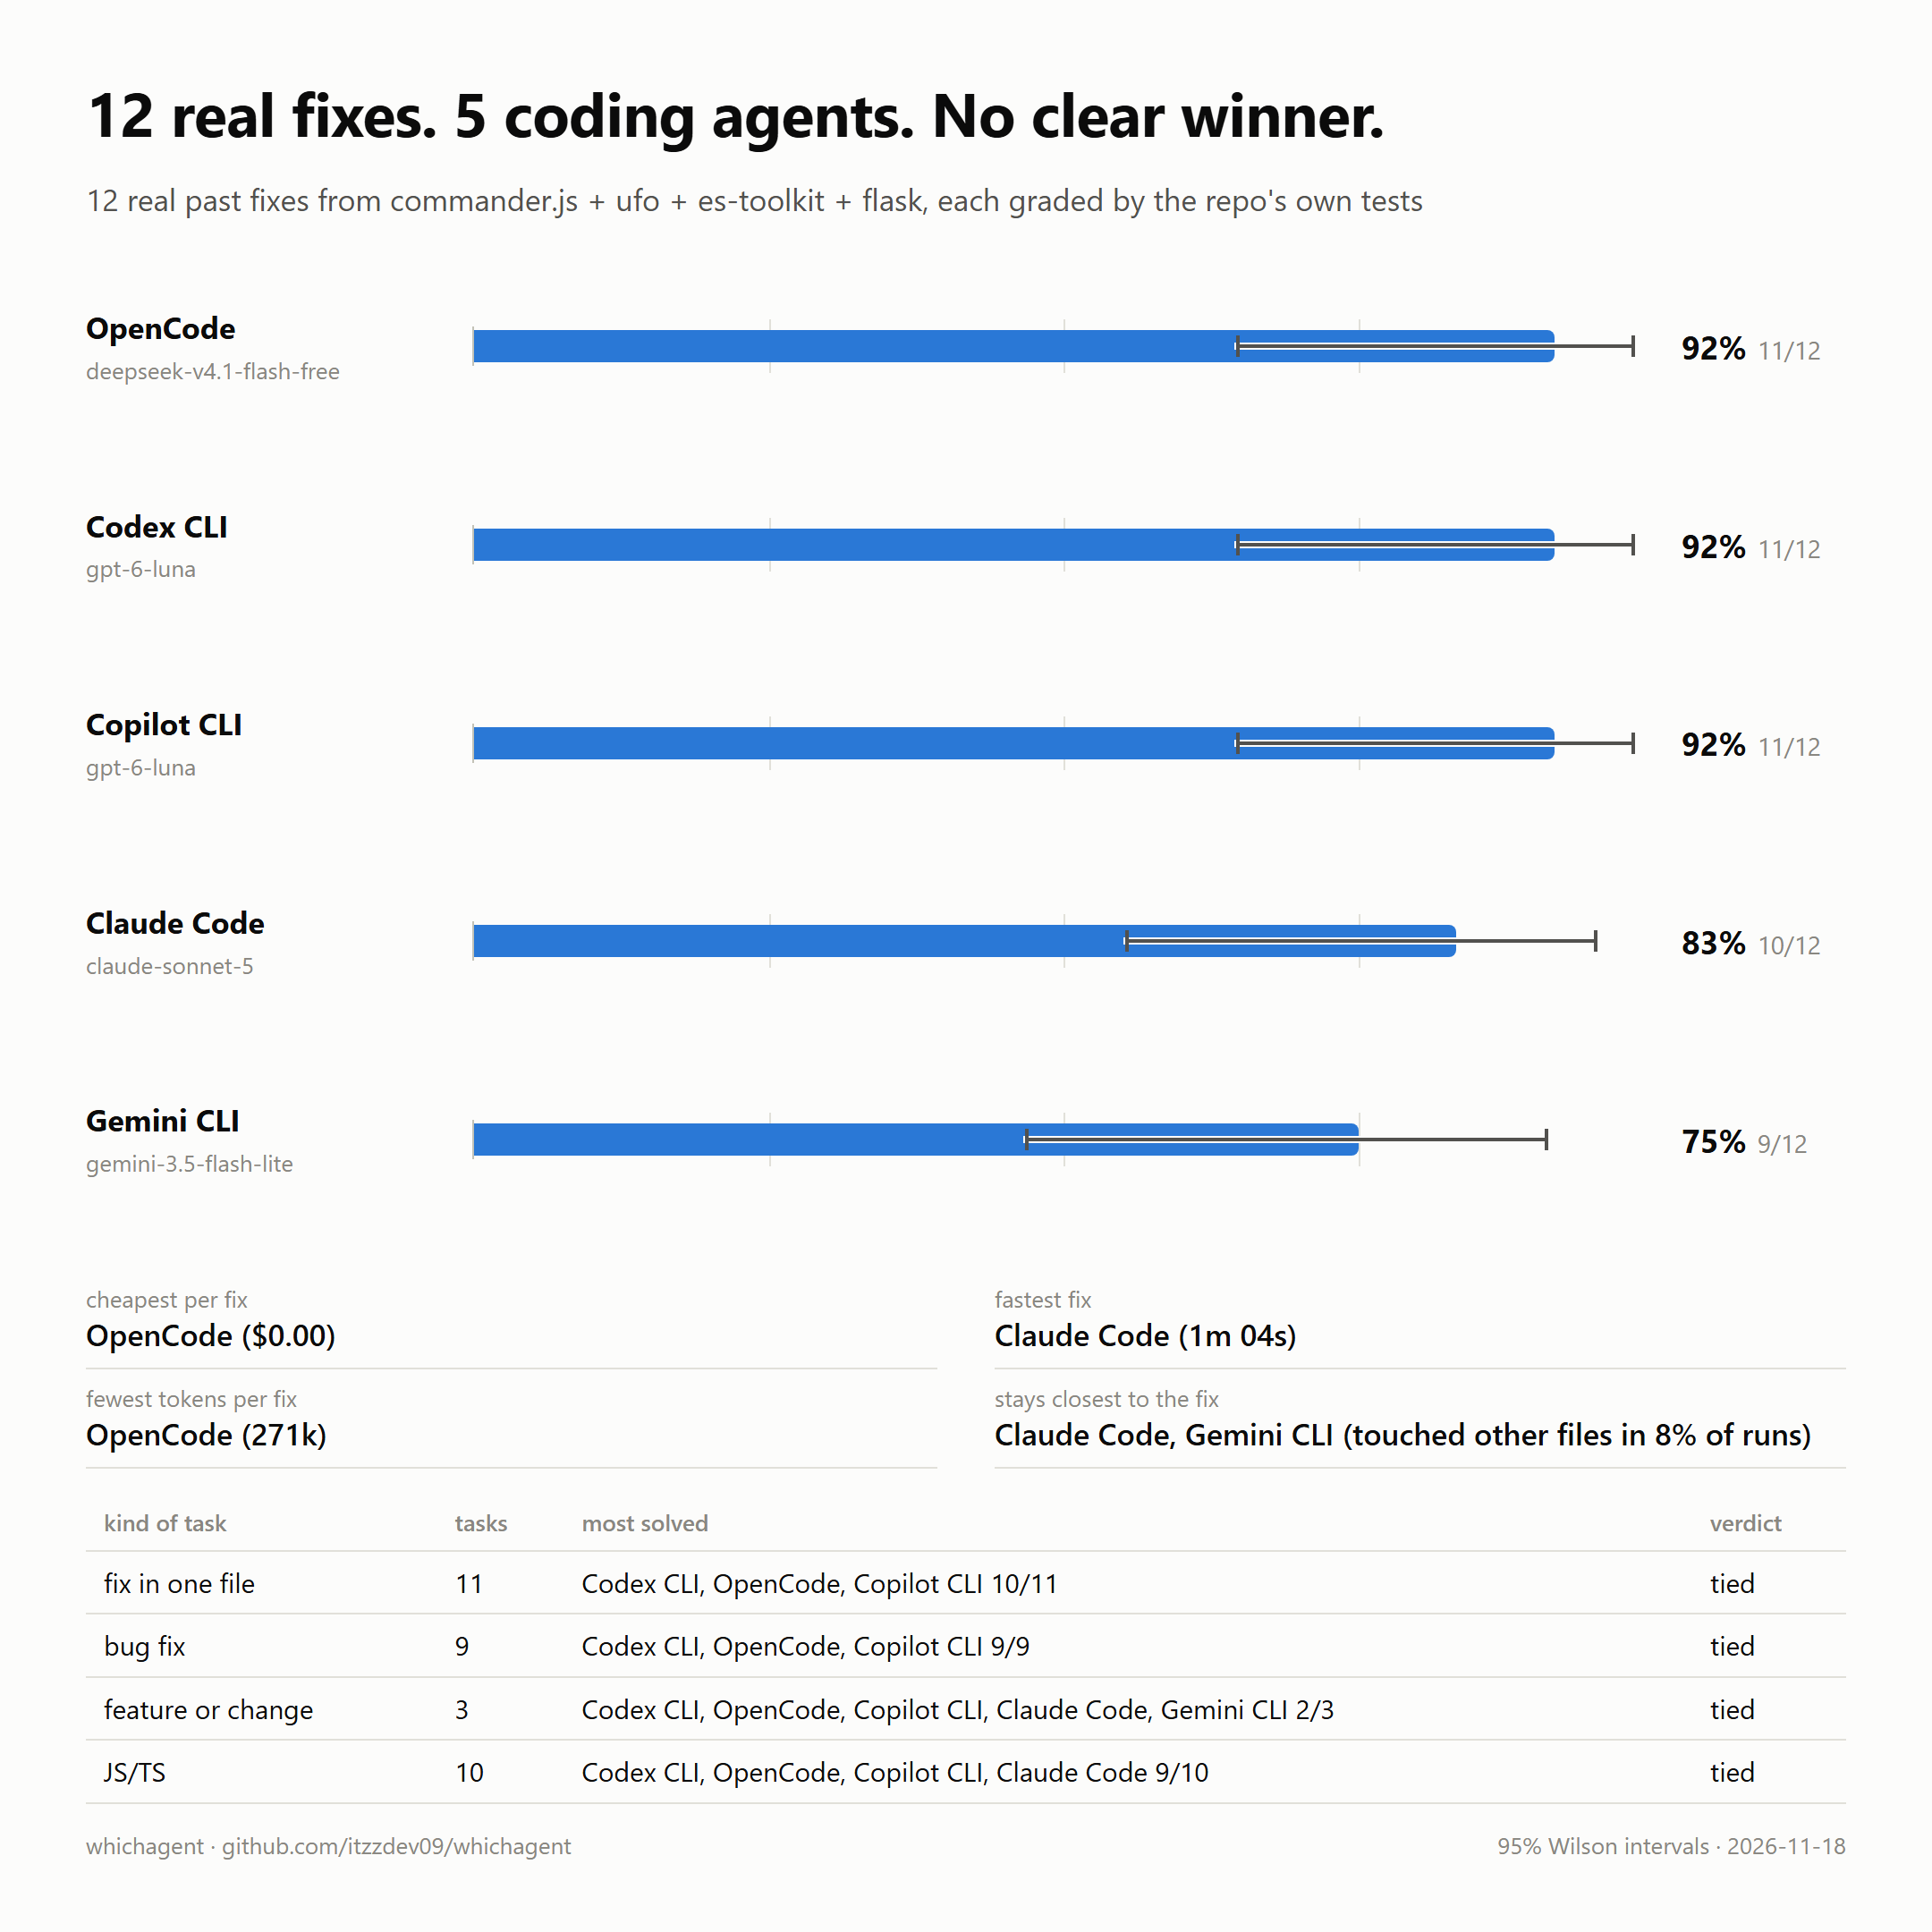 12 real fixes. 5 coding agents. No clear winner.
12 real past fixes from commander.js + ufo + es-toolkit + flask, each graded by the repo's own tests
OpenCode
deepseek-v4.1-flash-free
92% 11/12
Codex CLI
gpt-6-luna
92% 11/12
Copilot CLI
gpt-6-luna
92% 11/12
Claude Code
claude-sonnet-5
83% 10/12
Gemini CLI
gemini-3.5-flash-lite
75% 9/12
cheapest per fix
OpenCode ($0.00)
fastest fix
Claude Code (1m 04s)
fewest tokens per fix
OpenCode (271k)
stays closest to the fix
Claude Code, Gemini CLI (touched other files in 8% of runs)
kind of task tasks most solved verdict
fix in one file 11 Codex CLI, OpenCode, Copilot CLI 10/11 tied
bug fix 9 Codex CLI, OpenCode, Copilot CLI 9/9 tied
feature or change 3 Codex CLI, OpenCode, Copilot CLI, Claude Code, Gemini CLI 2/3 tied
JS/TS 10 Codex CLI, OpenCode, Copilot CLI, Claude Code 9/10 tied
whichagent · github.com/itzzdev09/whichagent
95% Wilson intervals · 2026-11-18